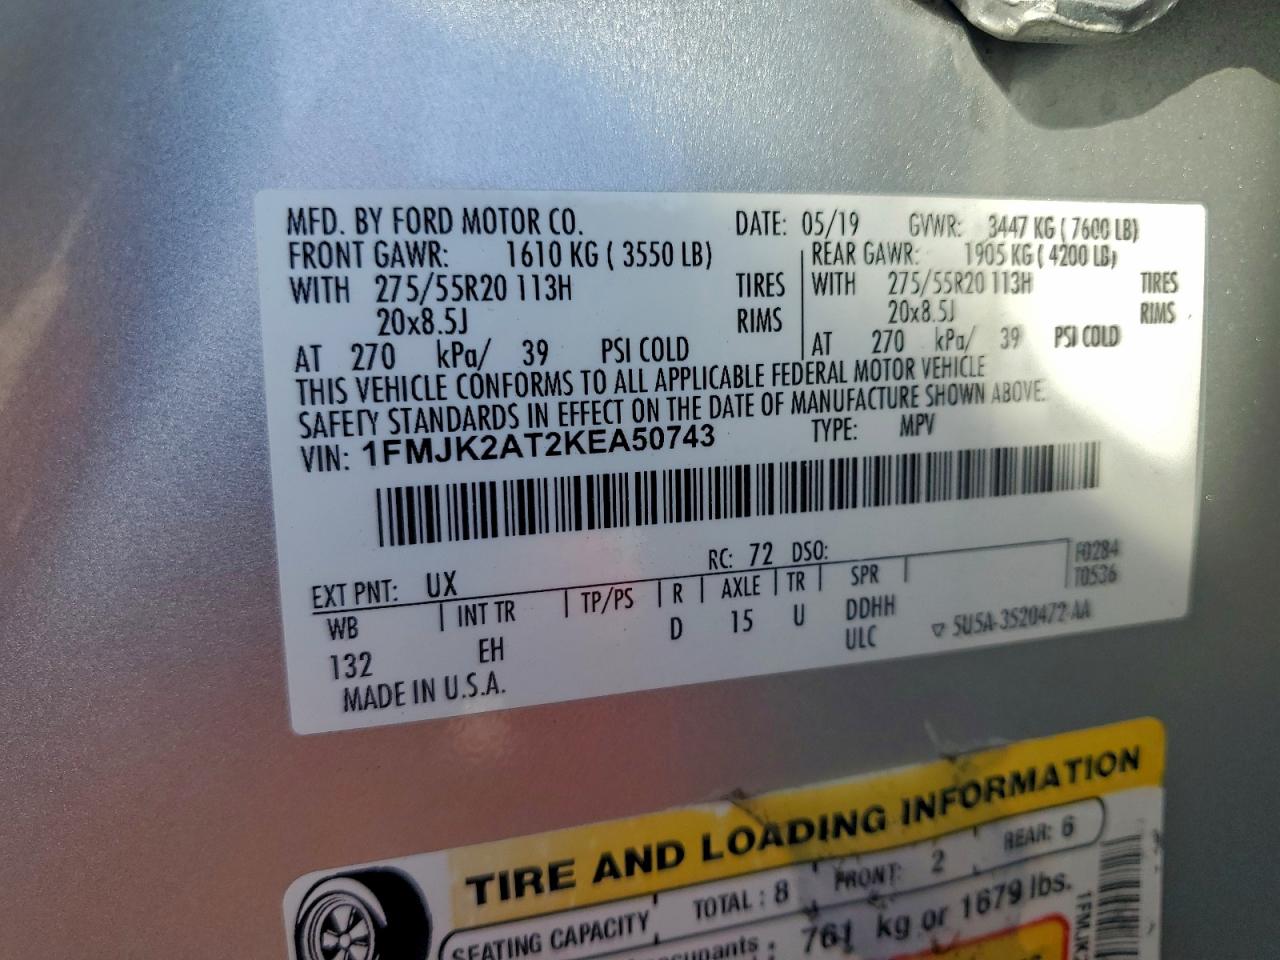 MFD. BY FORD MOTOR CO. DATE: 05/19 GVWR: 3447 KG ( 7600 LB)
FRONT GAWR: 1610 KG ( 3550 LB) REAR GAWR: 1905 KG ( 4200 LB)
WITH 275/55R20 113H TIRES WITH 275/55R20 113H TIRES
20x8.5J RIMS 20x8.5J RIMS
AT 270 kPa/ 39 PSI COLD AT 270 kPa/ 39 PSI COLD
THIS VEHICLE CONFORMS TO ALL APPLICABLE FEDERAL MOTOR VEHICLE
SAFETY STANDARDS IN EFFECT ON THE DATE OF MANUFACTURE SHOWN ABOVE.
VIN: 1FMJK2AT2KEA50743 TYPE: MPV
EXT PNT: UX RC: 72 DSO: F0284
WB INT TR TP/PS R AXLE TR SPR T0536
132 EH D 15 U DDHH
ULC 5U5A-3520472-AA
MADE IN U.S.A.
TIRE AND LOADING INFORMATION
SEATING CAPACITY TOTAL : 8 FRONT: 2 REAR: 6
761 kg or 1679 lbs.